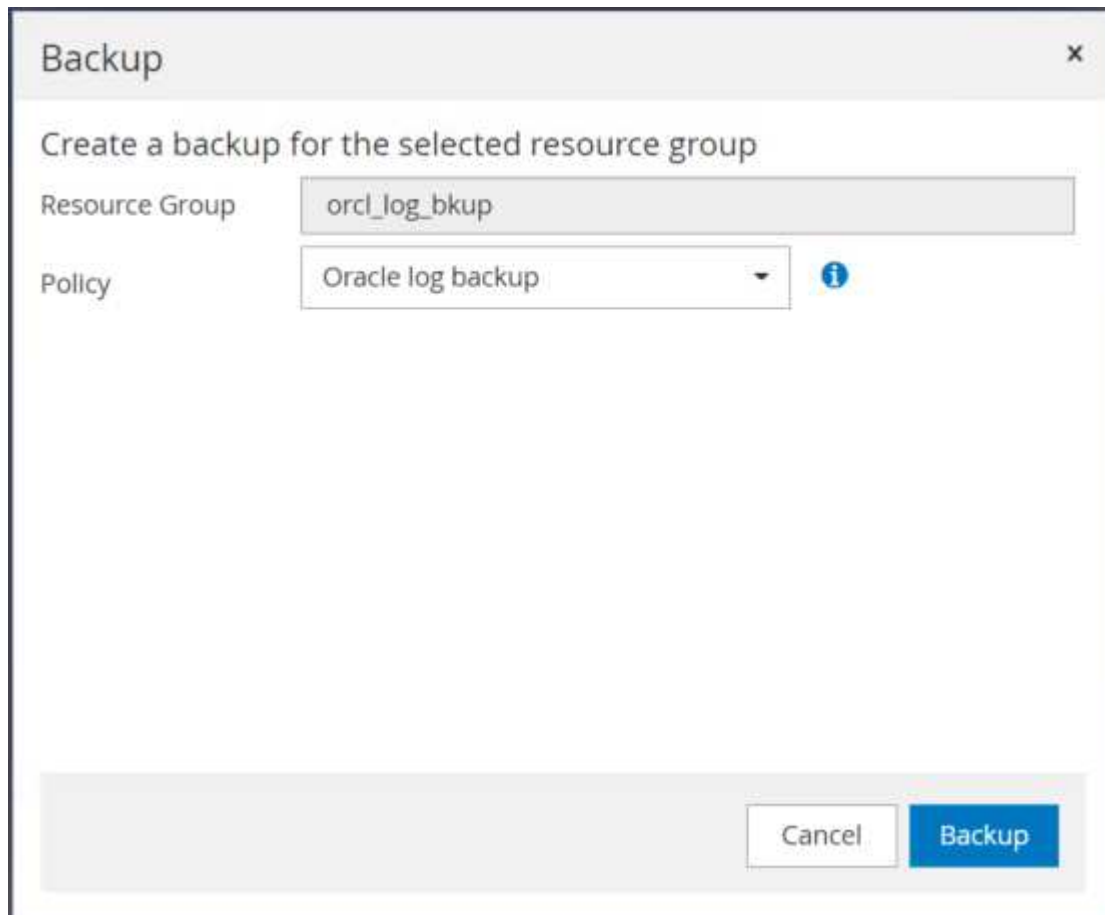 Backup
×
Create a backup for the selected resource group
Resource Group orcl_log_bkup
Policy Oracle log backup
Cancel Backup